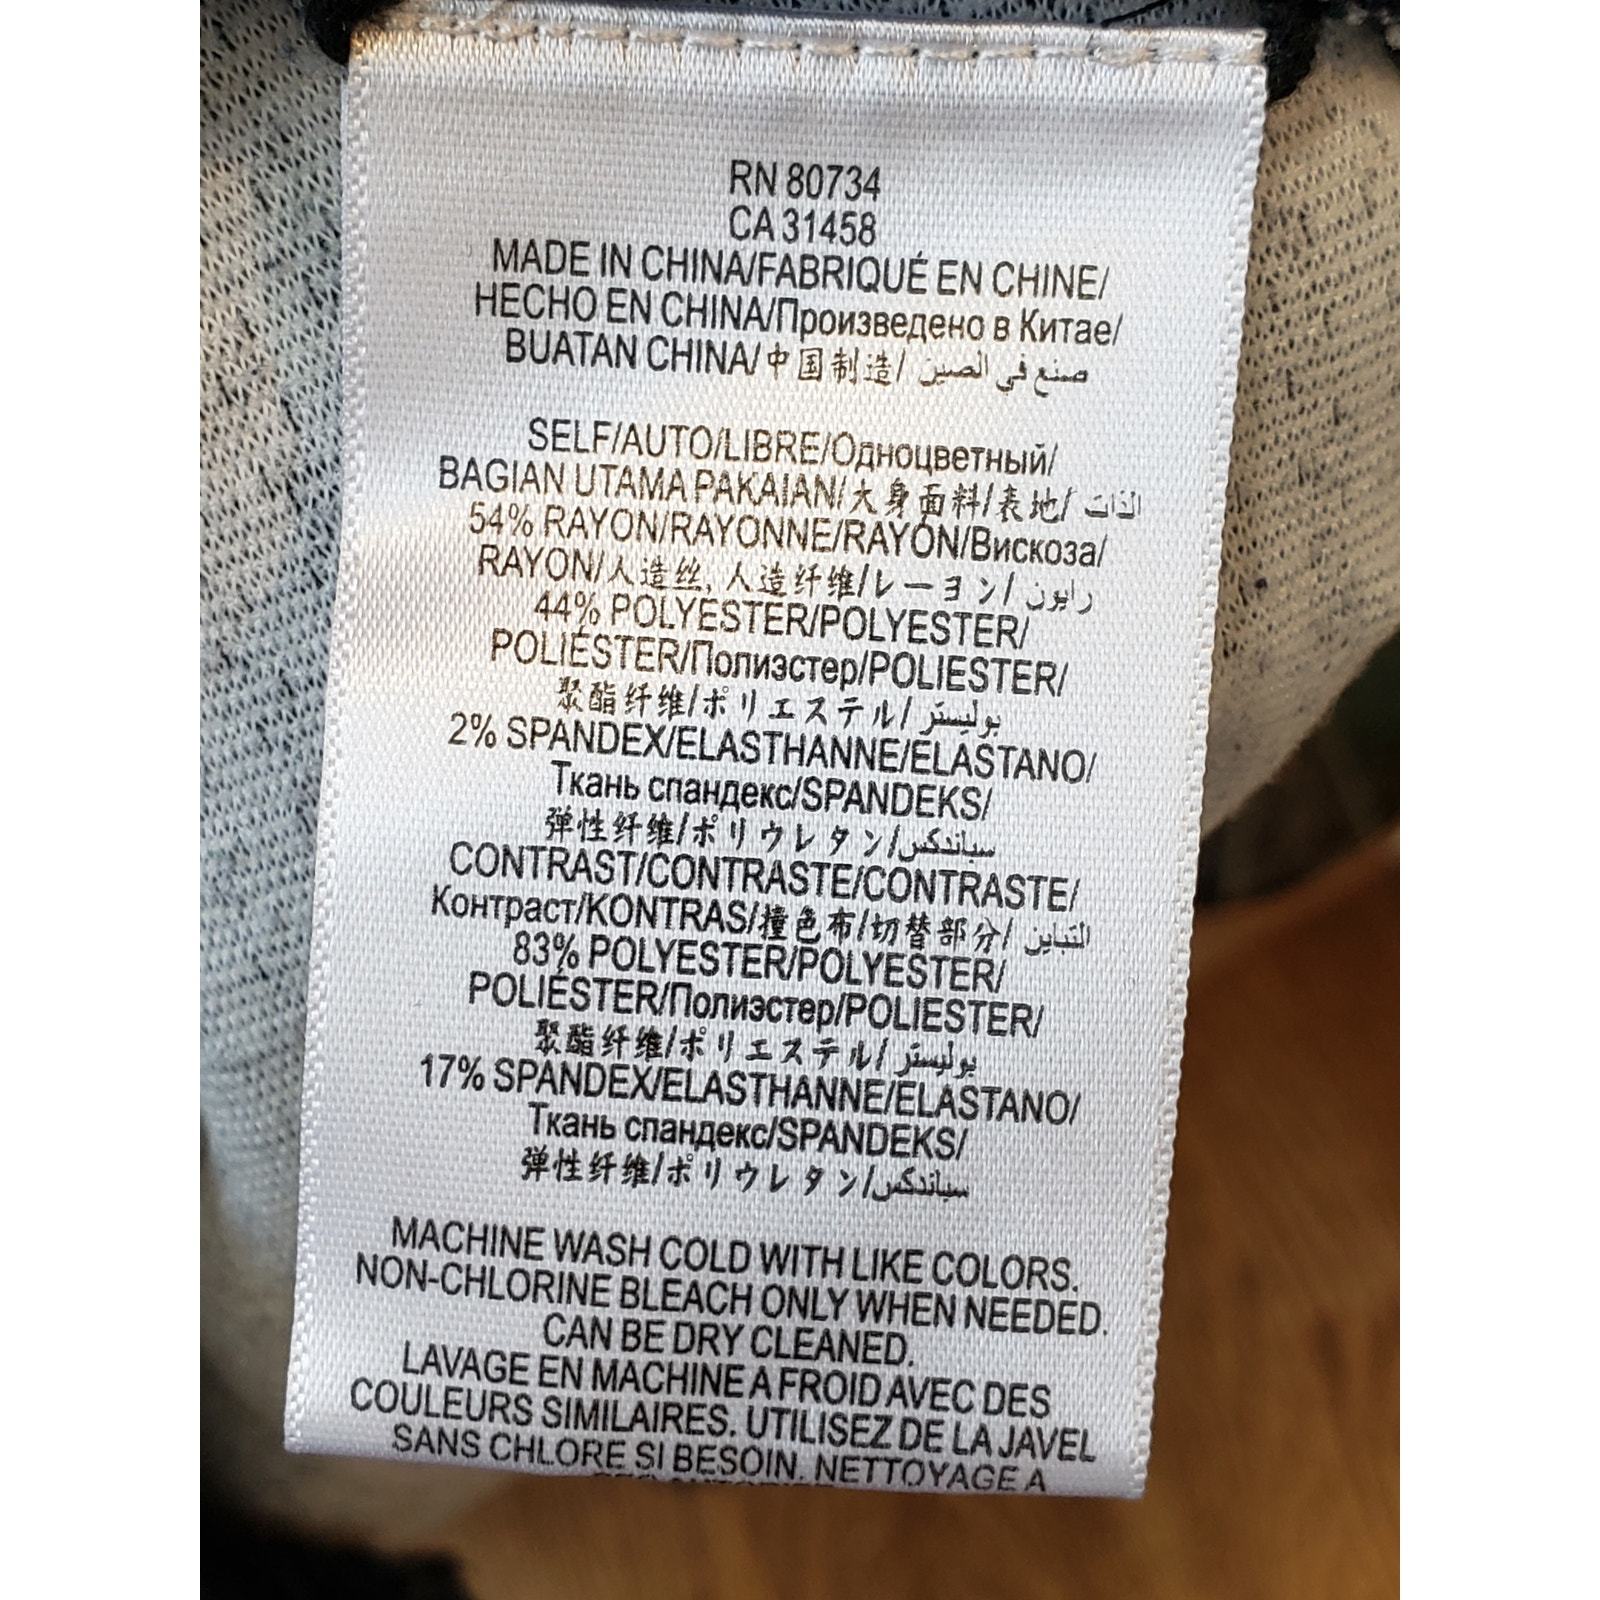 RN 80734
CA 31458
MADE IN CHINA/FABRIQUÉ EN CHINE/
HECHO EN CHINA/Произведено в Китае/
BUATAN CHINA/中国制造/ صنع في الصين
SELF/AUTO/LIBRE/Одноцветный/
BAGIAN UTAMA PAKAIAN/大身面料/表地/ الذات
54% RAYON/RAYONNE/RAYÓN/Вискоза/
RAYON/人造丝, 人造纤维/レーヨン/ رايون
44% POLYESTER/POLYESTER/
POLIÉSTER/Полиэстер/POLIESTER/
聚酯纤维/ポリエステル/ بوليستر
2% SPANDEX/ELASTHANNE/ELASTANO/
Ткань спандекс/SPANDEKS/
弹性纤维/ポリウレタン/سباندكس
CONTRAST/CONTRASTE/CONTRASTE/
Контраст/KONTRAS/撞色布/切替部分/ التباين
83% POLYESTER/POLYESTER/
POLIÉSTER/Полиэстер/POLIESTER/
聚酯纤维/ポリエステル/ بوليستر
17% SPANDEX/ELASTHANNE/ELASTANO/
Ткань спандекс/SPANDEKS/
弹性纤维/ポリウレタン/سباندكس
MACHINE WASH COLD WITH LIKE COLORS.
NON-CHLORINE BLEACH ONLY WHEN NEEDED.
CAN BE DRY CLEANED.
LAVAGE EN MACHINE A FROID AVEC DES
COULEURS SIMILAIRES. UTILISEZ DE LA JAVEL
SANS CHLORE SI BESOIN. NETTOYAGE A